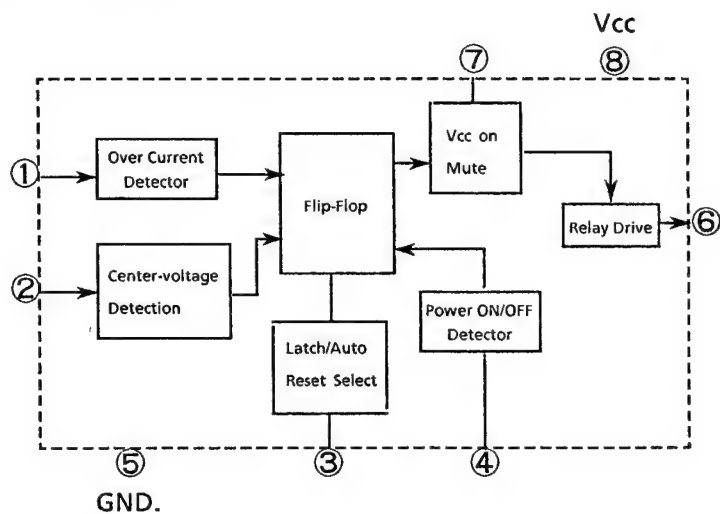 Vcc
⑦
⑧
Vcc on
Mute
①
Over Current
Detector
Flip-Flop
Relay Drive
⑥
②
Center-voltage
Detection
Power ON/OFF
Detector
Latch/Auto
Reset Select
⑤
③
④
GND.